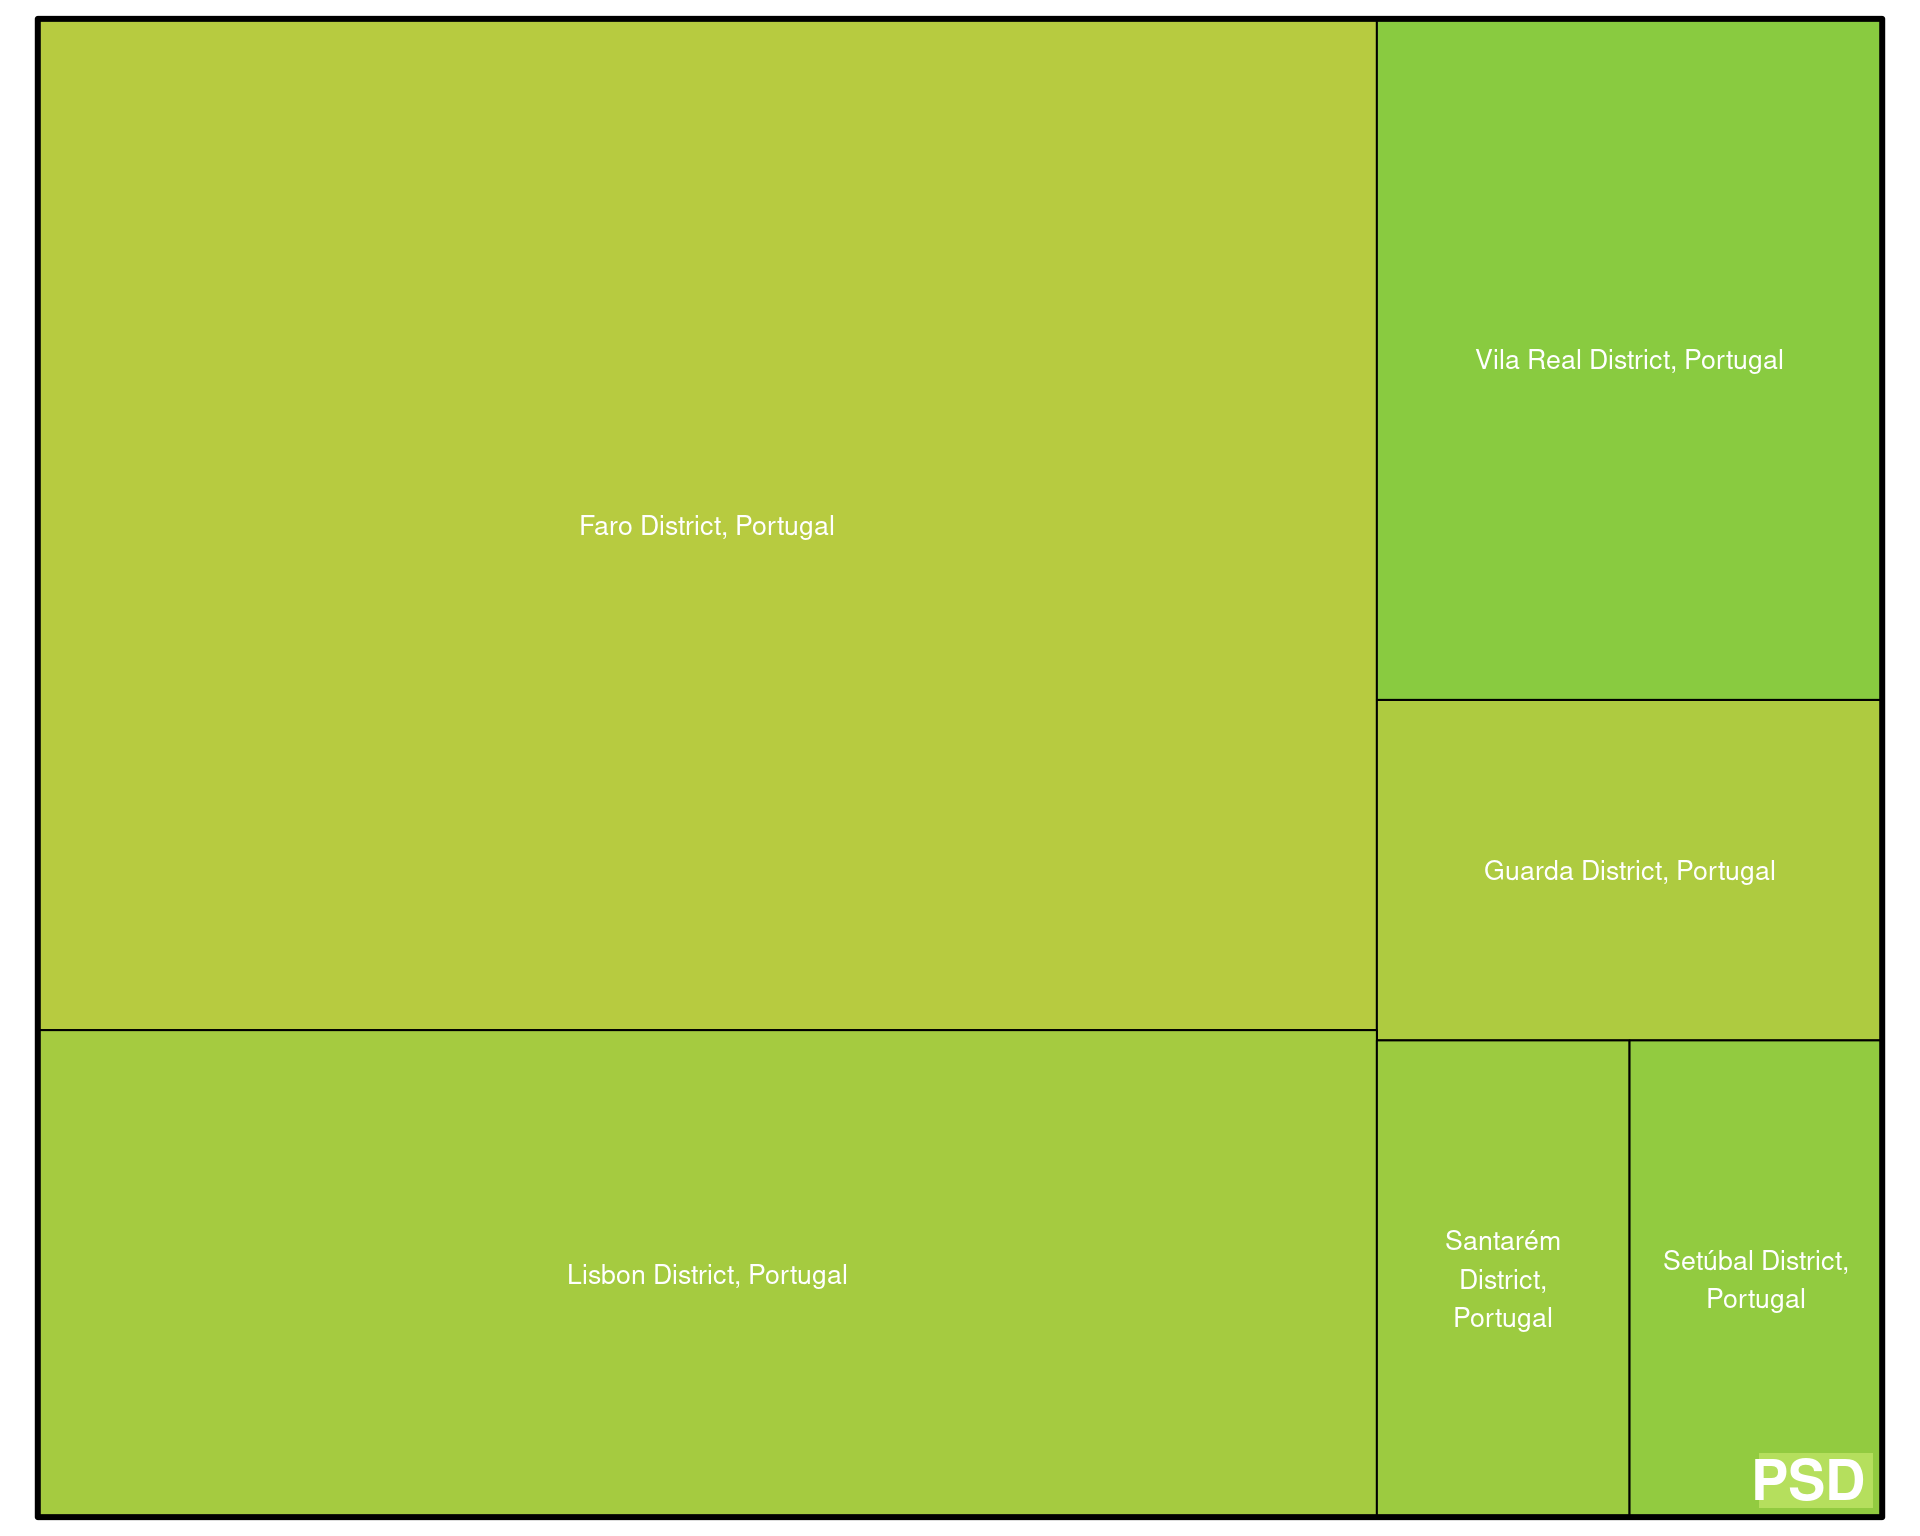 Faro District, Portugal
Lisbon District, Portugal
Vila Real District, Portugal
Guarda District, Portugal
Santarém
District,
Portugal
Setúbal District,
Portugal
PSD